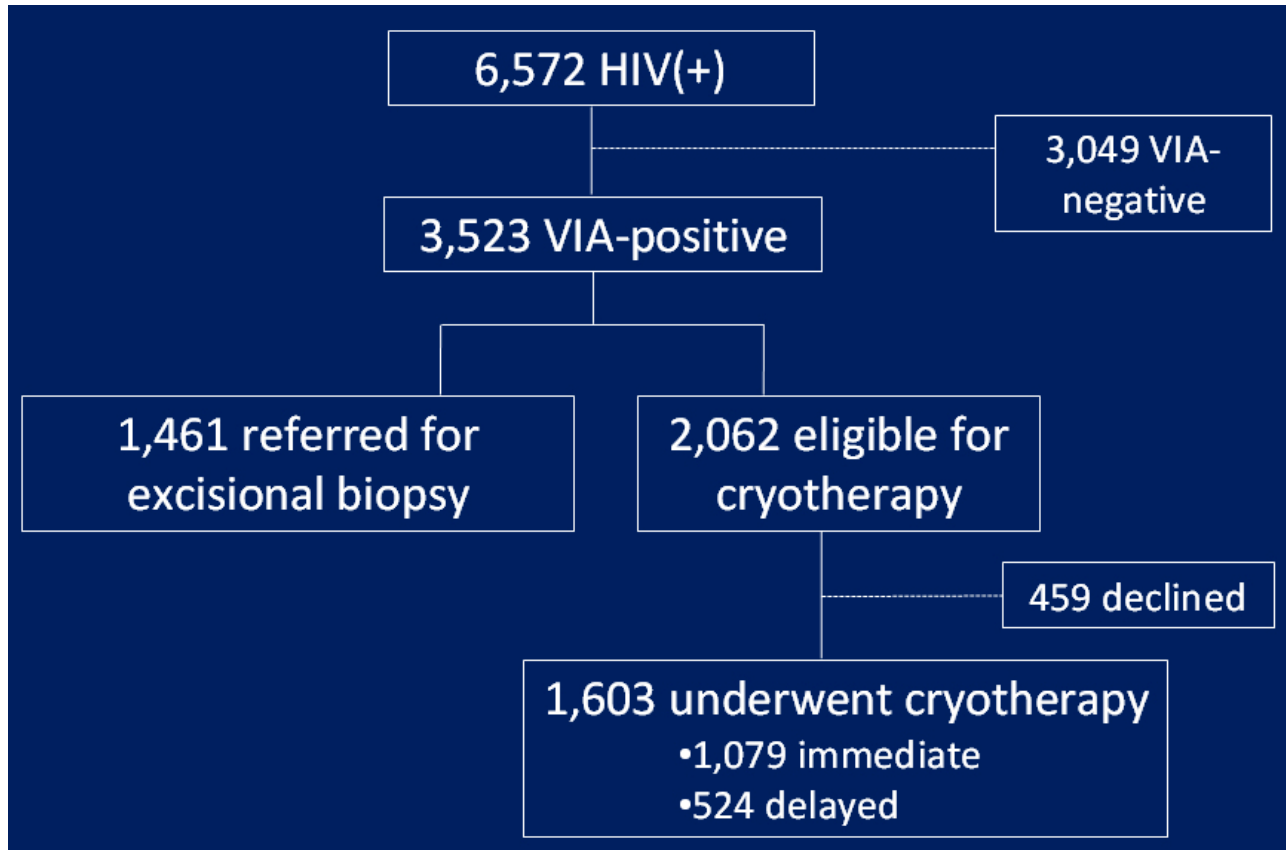 6,572 HIV(+)
3,049 VIA-
negative
3,523 VIA-positive
1,461 referred for
excisional biopsy
2,062 eligible for
cryotherapy
459 declined
1,603 underwent cryotherapy
•1,079 immediate
•524 delayed